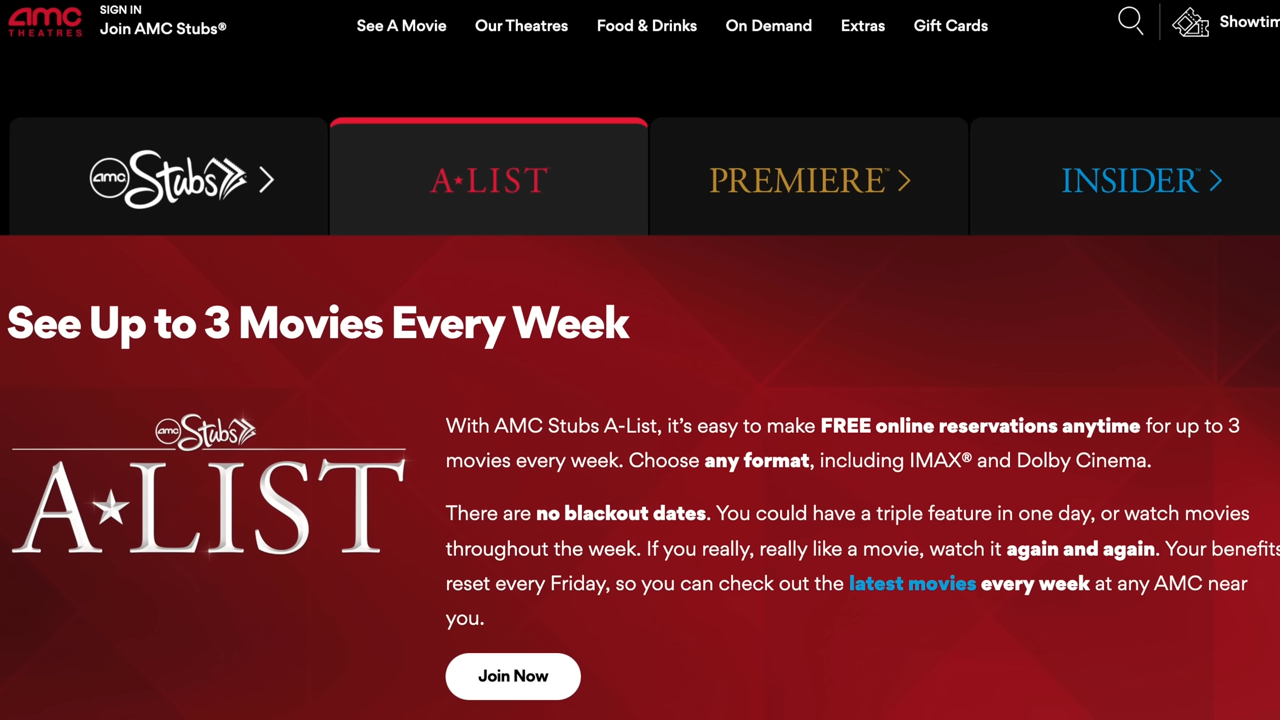 SIGN IN
amc THEATRES
Join AMC Stubs®
See A Movie
Our Theatres
Food & Drinks
On Demand
Extras
Gift Cards
Showtim
amc Stubs
A★LIST
PREMIERE™
INSIDER™
See Up to 3 Movies Every Week
amc Stubs
A★LIST
With AMC Stubs A-List, it's easy to make FREE online reservations anytime for up to 3
movies every week. Choose any format, including IMAX® and Dolby Cinema.
There are no blackout dates. You could have a triple feature in one day, or watch movies
throughout the week. If you really, really like a movie, watch it again and again. Your benefits
reset every Friday, so you can check out the latest movies every week at any AMC near
you.
Join Now